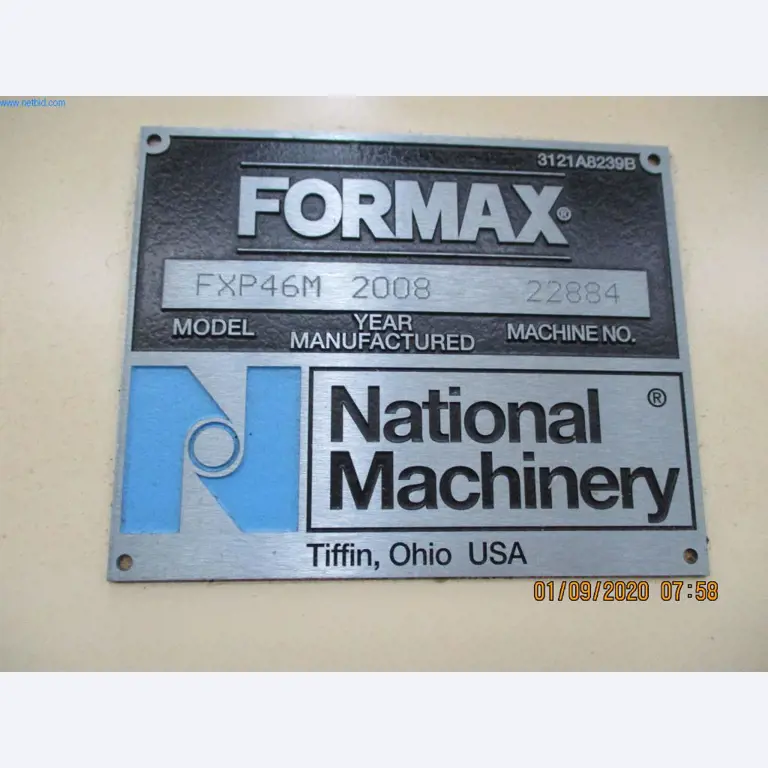 www.netbid.com
3121A8239B
FORMAX®
FXP46M 2008 22884
MODEL YEAR MANUFACTURED MACHINE NO.
National Machinery ®
Tiffin, Ohio USA
01/09/2020 07:58